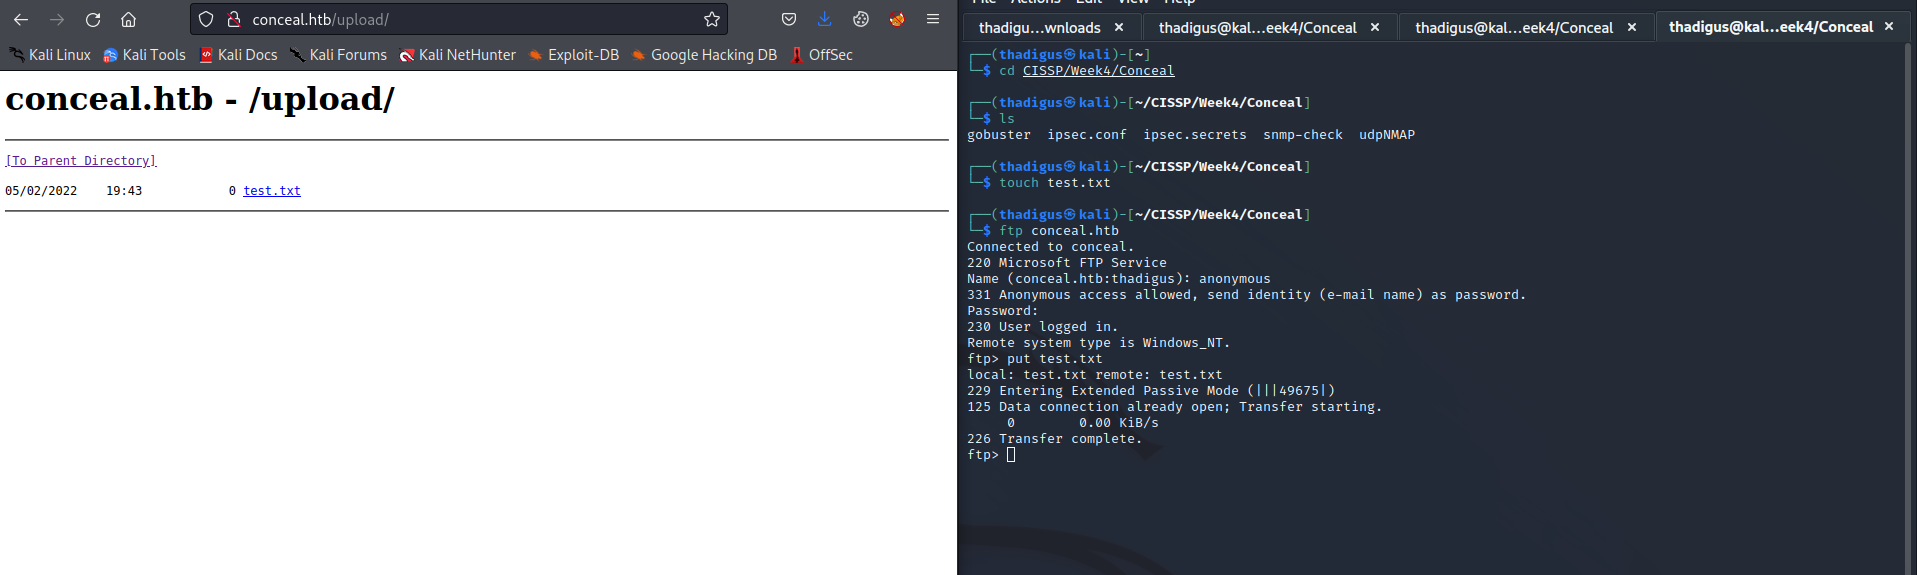 conceal.htb/upload/
Kali Linux Kali Tools Kali Docs Kali Forums Kali NetHunter Exploit-DB Google Hacking DB OffSec
conceal.htb - /upload/
[To Parent Directory]
05/02/2022 19:43 0 test.txt
File Actions Edit View Help
thadigu...wnloads thadigus@kal...eek4/Conceal thadigus@kal...eek4/Conceal thadigus@kal...eek4/Conceal
┌──(thadigus㉿kali)-[~]
└─$ cd CISSP/Week4/Conceal
┌──(thadigus㉿kali)-[~/CISSP/Week4/Conceal]
└─$ ls
gobuster ipsec.conf ipsec.secrets snmp-check udpNMAP
┌──(thadigus㉿kali)-[~/CISSP/Week4/Conceal]
└─$ touch test.txt
┌──(thadigus㉿kali)-[~/CISSP/Week4/Conceal]
└─$ ftp conceal.htb
Connected to conceal.
220 Microsoft FTP Service
Name (conceal.htb:thadigus): anonymous
331 Anonymous access allowed, send identity (e-mail name) as password.
Password:
230 User logged in.
Remote system type is Windows_NT.
ftp> put test.txt
local: test.txt remote: test.txt
229 Entering Extended Passive Mode (|||49675|)
125 Data connection already open; Transfer starting.
0 0.00 KiB/s
226 Transfer complete.
ftp>